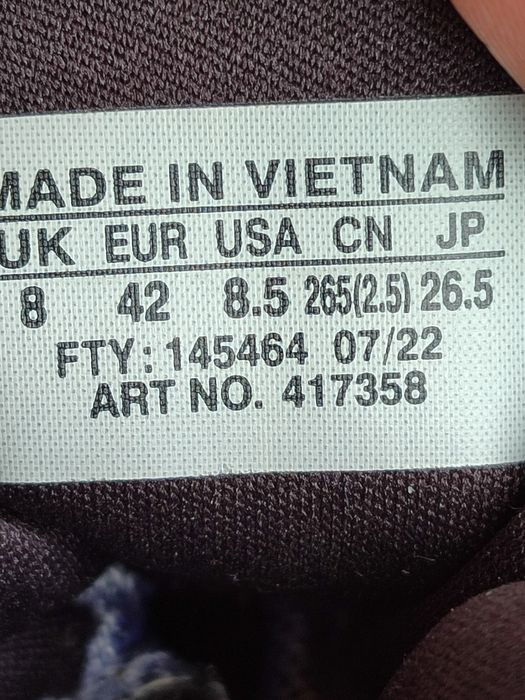 MADE IN VIETNAM
UK EUR USA CN JP
8 42 8.5 265(2.5) 26.5
FTY: 145464 07/22
ART NO. 417358